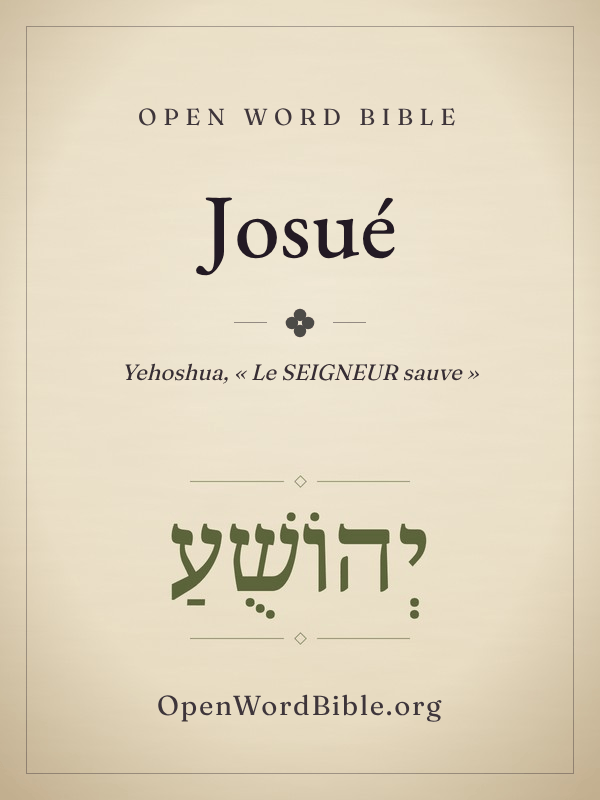 OPEN WORD BIBLE
Josué
Yehoshua, « Le SEIGNEUR sauve »
יְהוֹשֻׁעַ
OpenWordBible.org